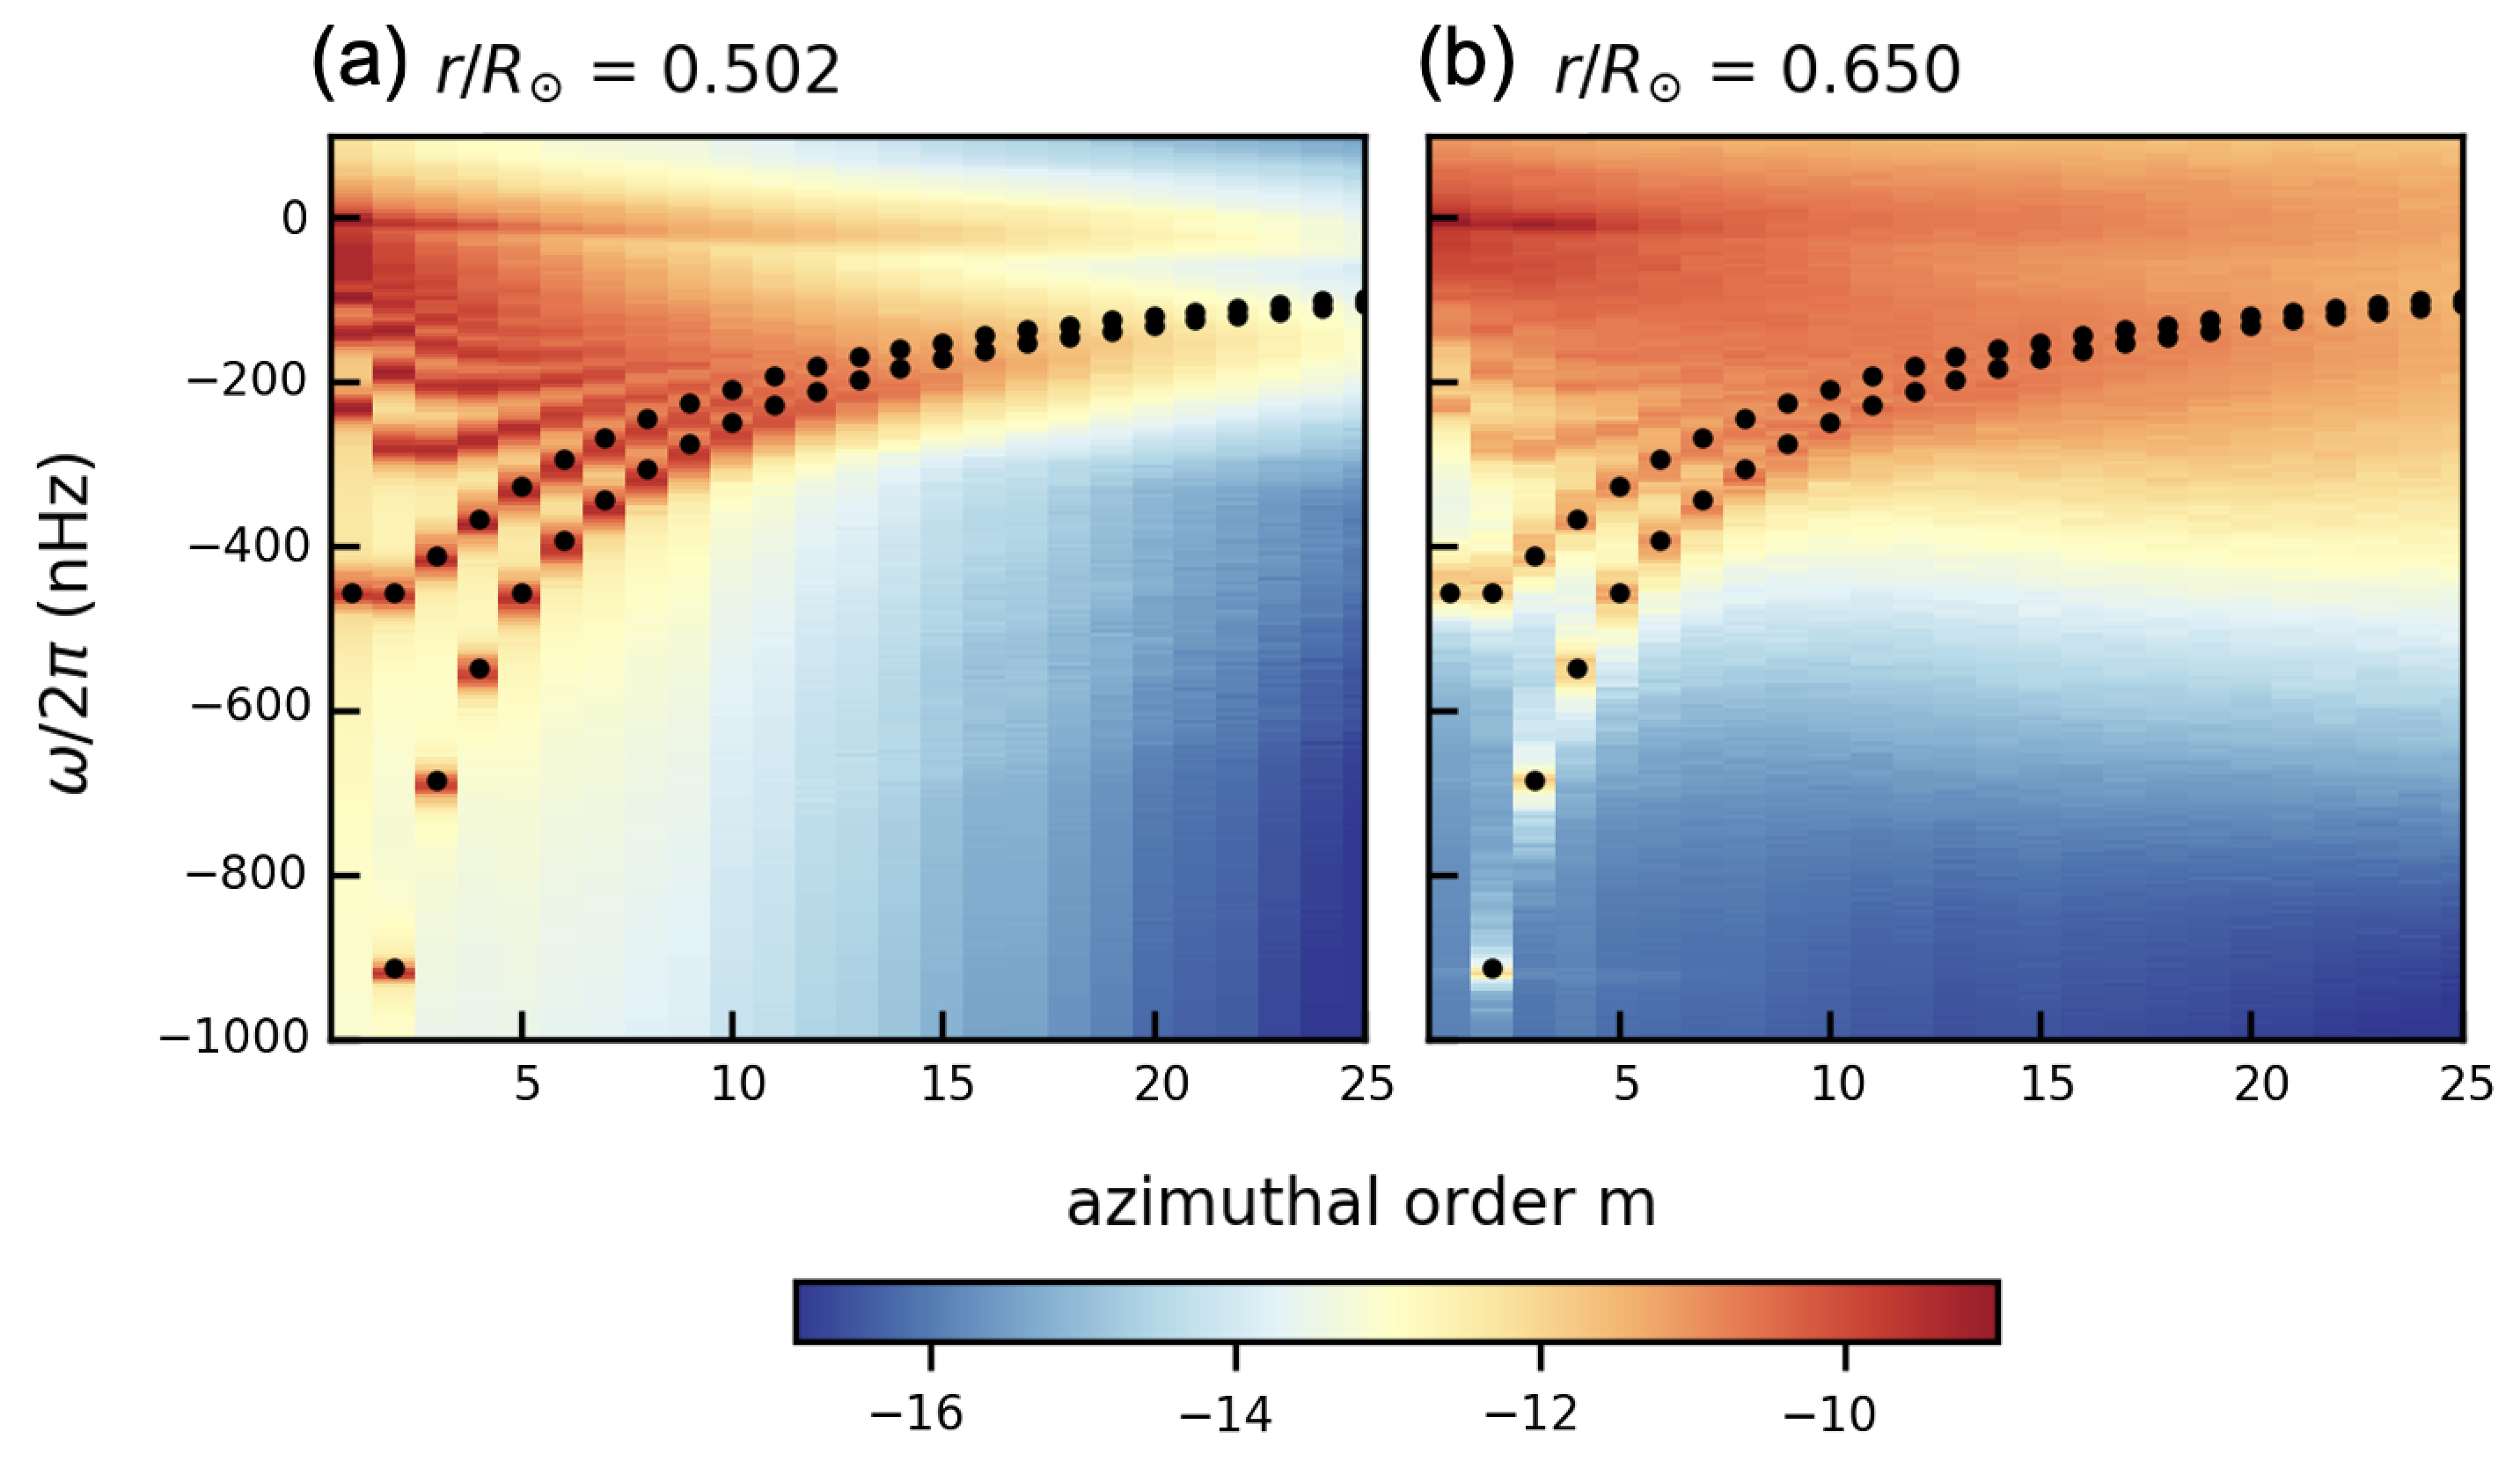 (a) r/R☉ = 0.502
(b) r/R☉ = 0.650
ω/2π (nHz)
0
−200
−400
−600
−800
−1000
5 10 15 20 25
5 10 15 20 25
azimuthal order m
−16 −14 −12 −10